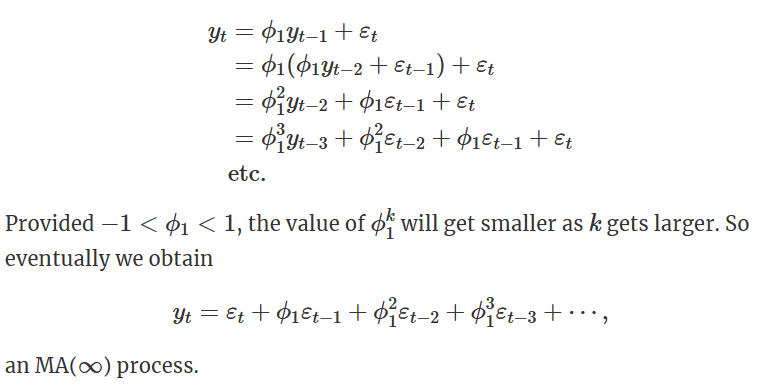 yₜ = ϕ₁yₜ₋₁ + εₜ
= ϕ₁(ϕ₁yₜ₋₂ + εₜ₋₁) + εₜ
= ϕ₁²yₜ₋₂ + ϕ₁εₜ₋₁ + εₜ
= ϕ₁³yₜ₋₃ + ϕ₁²εₜ₋₂ + ϕ₁εₜ₋₁ + εₜ
etc.
Provided −1 < ϕ₁ < 1, the value of ϕ₁ᵏ will get smaller as k gets larger. So
eventually we obtain
yₜ = εₜ + ϕ₁εₜ₋₁ + ϕ₁²εₜ₋₂ + ϕ₁³εₜ₋₃ + ⋯,
an MA(∞) process.